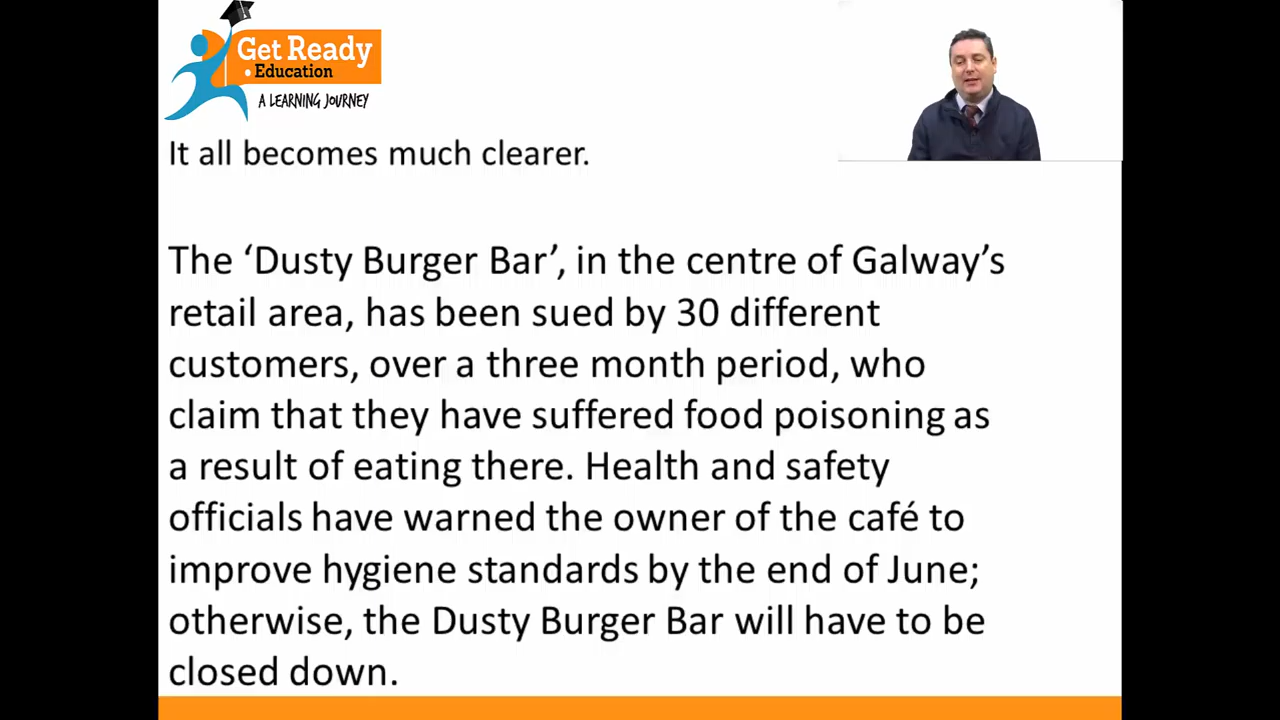 Get Ready
Education
A LEARNING JOURNEY
It all becomes much clearer.
The ‘Dusty Burger Bar’, in the centre of Galway’s
retail area, has been sued by 30 different
customers, over a three month period, who
claim that they have suffered food poisoning as
a result of eating there. Health and safety
officials have warned the owner of the café to
improve hygiene standards by the end of June;
otherwise, the Dusty Burger Bar will have to be
closed down.